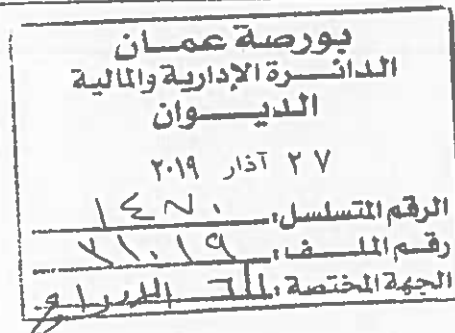 بورصة عمان
الدائرة الإدارية والمالية
الديوان
٢٧ آذار ٢٠١٩
الرقم المتسلسل:
رقم الملف:
الجهة المختصة: